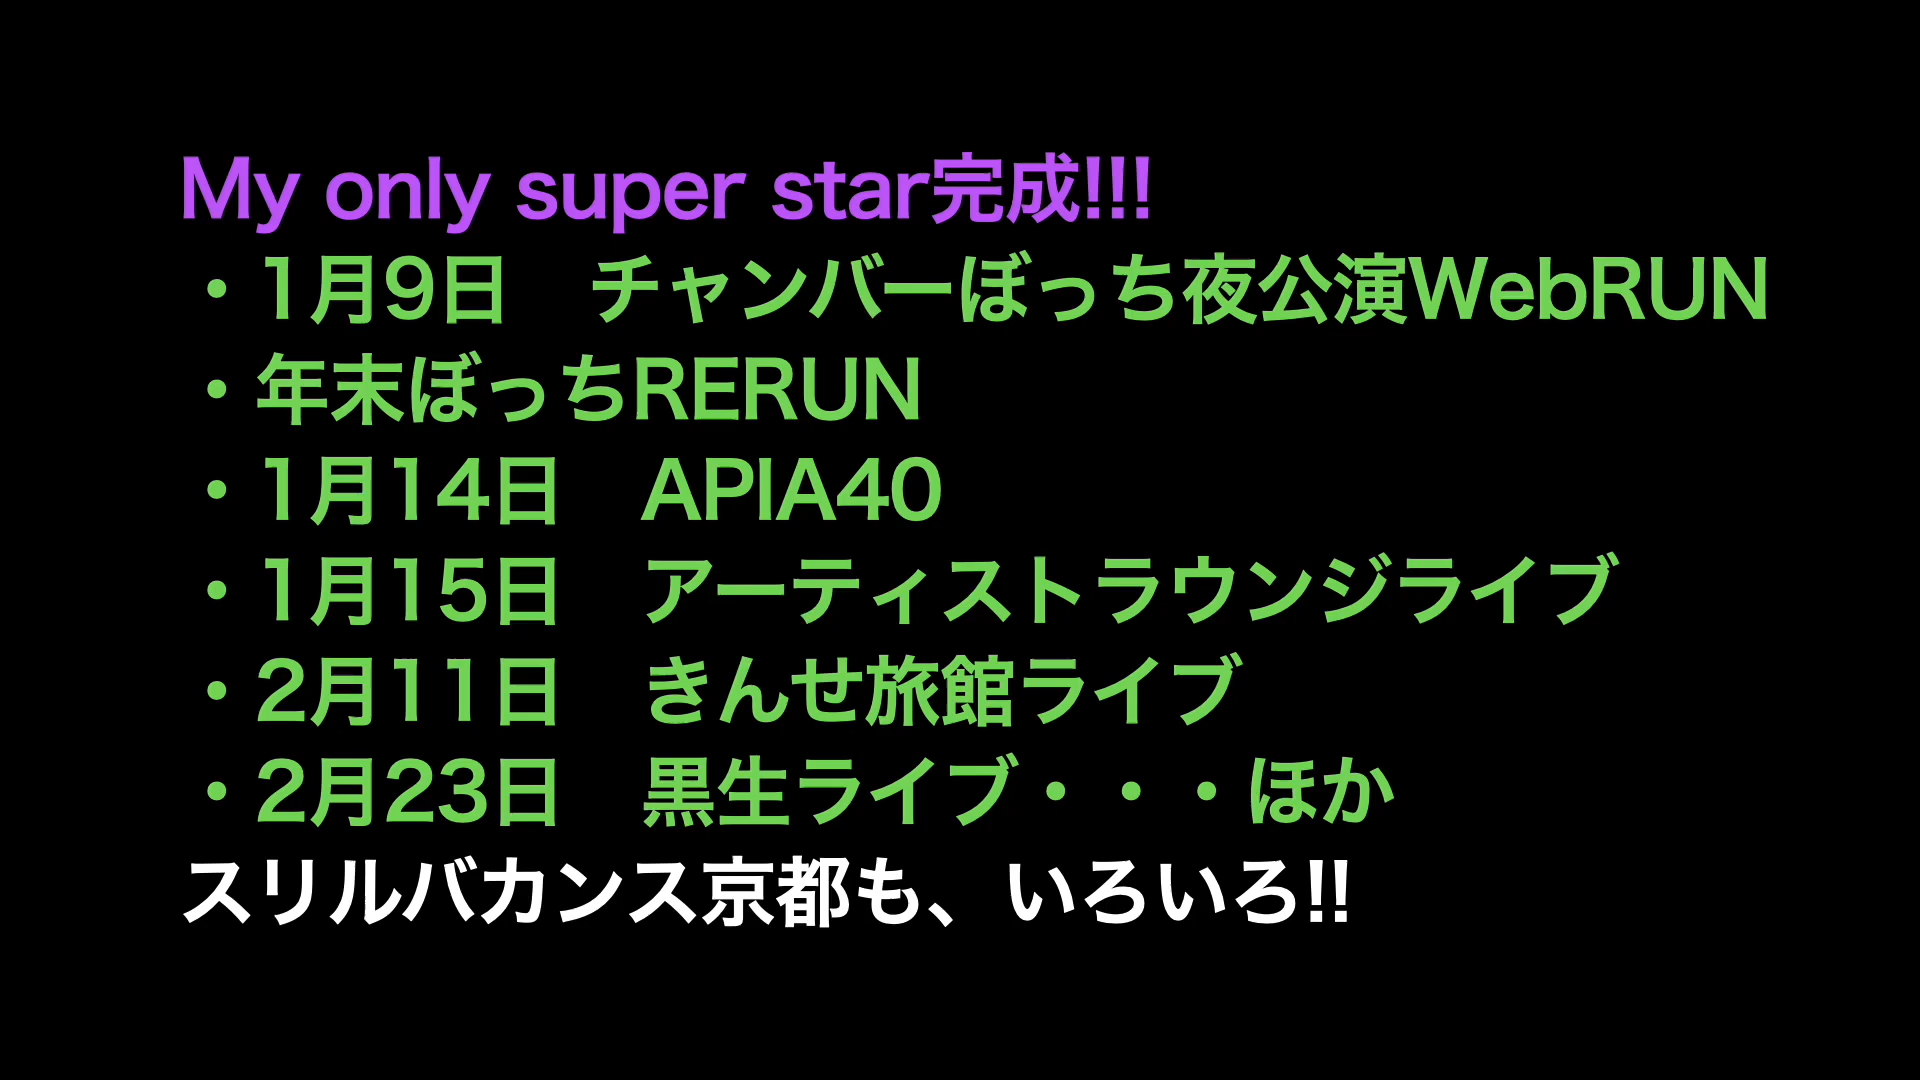 My only super star完成!!!
・1月9日　チャンバーぼっち夜公演WebRUN
・年末ぼっちRERUN
・1月14日　APIA40
・1月15日　アーティストラウンジライブ
・2月11日　きんせ旅館ライブ
・2月23日　黒生ライブ・・・ほか
スリルバカンス京都も、いろいろ!!